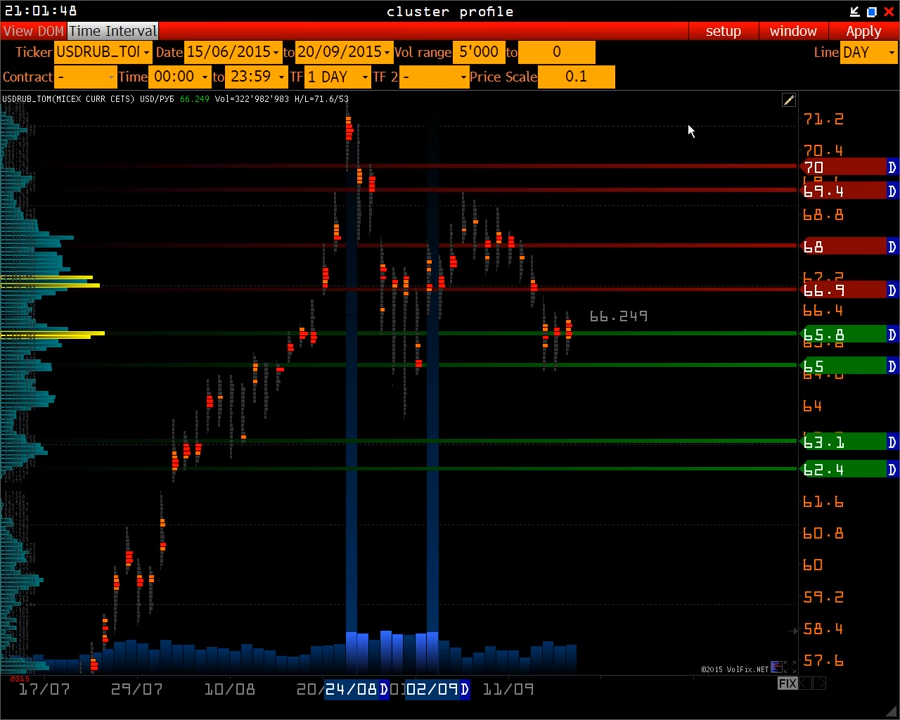 21:01:48 cluster profile
View DOM Time Interval setup window Apply
Ticker USDRUB_TOI Date 15/06/2015 to 20/09/2015 Vol range 5'000 to 0 Line DAY
Contract - Time 00:00 to 23:59 TF 1 DAY TF 2 - Price Scale 0.1
USDRUB_TOM(MICEX CURR CETS) USD/РУБ 66.249 Vol=322'982'983 H/L=71.6/53
71.2
70.4
70 D
69.4 D
68.8
68 D
67.2
66.9 D
66.4
66.249
65.8 D
65 D
64
63.1 D
62.4 D
61.6
60.8
60
59.2
58.4
57.6
©2015 VolFix.NET
2015
17/07 29/07 10/08 20/ 24/08 D 02/09 D 11/09
FIX